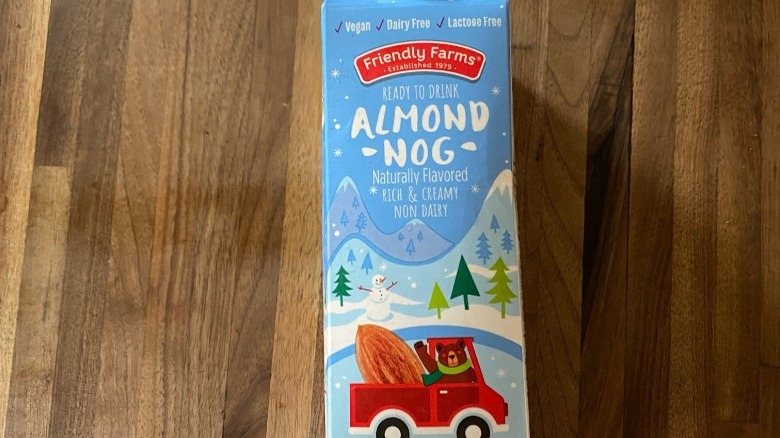 ✓ Vegan ✓ Dairy Free ✓ Lactose Free
Friendly Farms®
• Established 1979 •
READY TO DRINK
ALMOND
NOG
Naturally Flavored
RICH & CREAMY
NON DAIRY